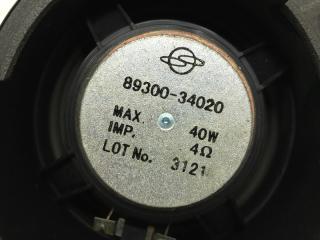 89300-34020
MAX. 40W
IMP. 4Ω
LOT No. 3121